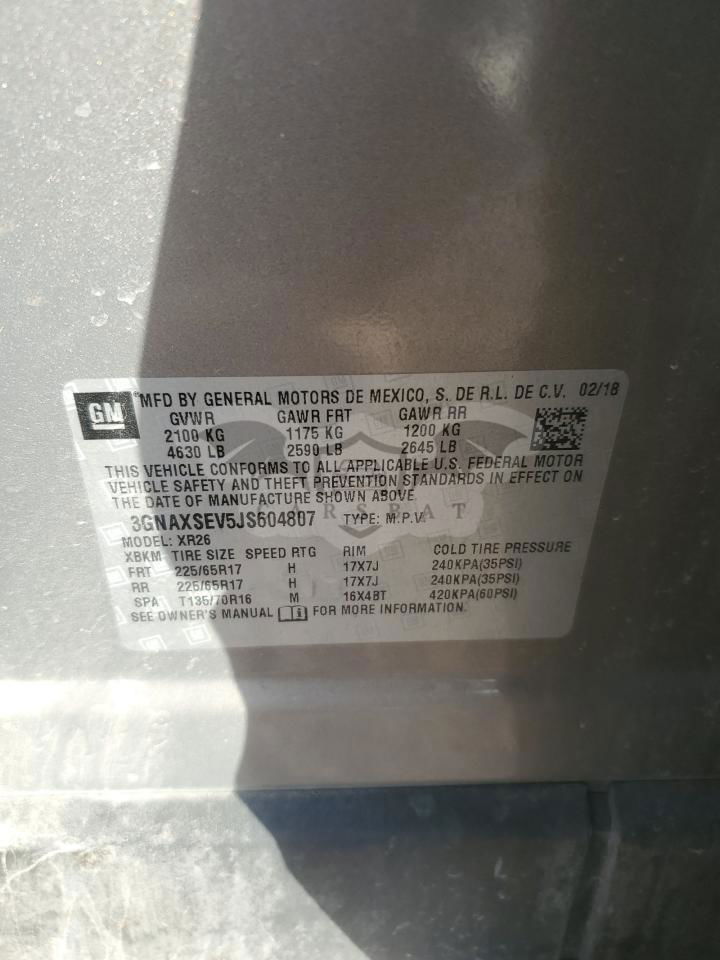 GM
MFD BY GENERAL MOTORS DE MEXICO, S. DE R.L. DE C.V. 02/18
GVWR GAWR FRT GAWR RR
2100 KG 1175 KG 1200 KG
4630 LB 2590 LB 2645 LB
THIS VEHICLE CONFORMS TO ALL APPLICABLE U.S. FEDERAL MOTOR
VEHICLE SAFETY AND THEFT PREVENTION STANDARDS IN EFFECT ON
THE DATE OF MANUFACTURE SHOWN ABOVE.
CARSBAT
3GNAXSEV5JS604807 TYPE: M.P.V.
MODEL: XR26
XBKM TIRE SIZE SPEED RTG RIM COLD TIRE PRESSURE
FRT 225/65R17 H 17X7J 240KPA(35PSI)
RR 225/65R17 H 17X7J 240KPA(35PSI)
SPA T135/70R16 M 16X4BT 420KPA(60PSI)
SEE OWNER'S MANUAL FOR MORE INFORMATION.